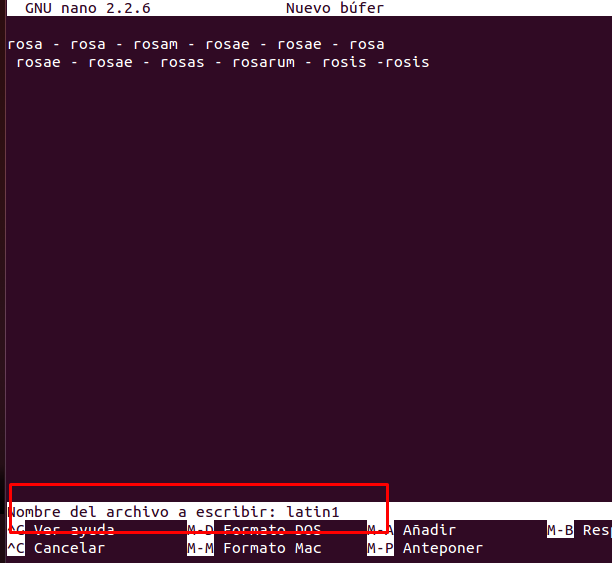 GNU nano 2.2.6 Nuevo búfer
rosa - rosa - rosam - rosae - rosae - rosa
rosae - rosae - rosas - rosarum - rosis -rosis
Nombre del archivo a escribir: latin1
^G Ver ayuda M-D Formato DOS M-A Añadir M-B Resp
^C Cancelar M-M Formato Mac M-P Anteponer